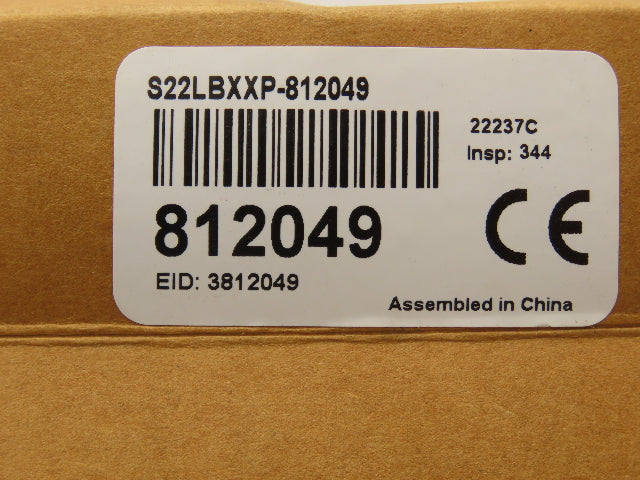 S22LBXXP-812049
22237C
Insp: 344
812049
CE
EID: 3812049
Assembled in China